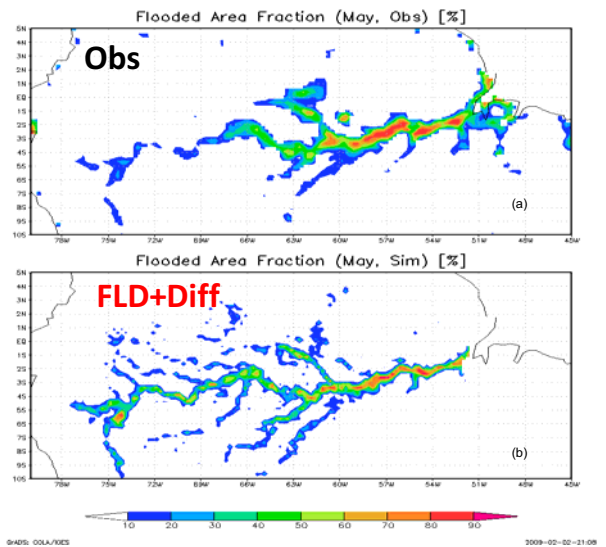 Flooded Area Fraction (May, Obs) [%]
Obs
5N
4N
3N
2N
1N
EQ
1S
2S
3S
4S
5S
6S
7S
8S
9S
10S
(a)
78W 75W 72W 69W 66W 63W 60W 57W 54W 51W 48W 45W
Flooded Area Fraction (May, Sim) [%]
FLD+Diff
5N
4N
3N
2N
1N
EQ
1S
2S
3S
4S
5S
6S
7S
8S
9S
10S
(b)
78W 75W 72W 69W 66W 63W 60W 57W 54W 51W 48W 45W
10 20 30 40 50 60 70 80 90
GrADS: COLA/IGES 2009-02-02-21:08